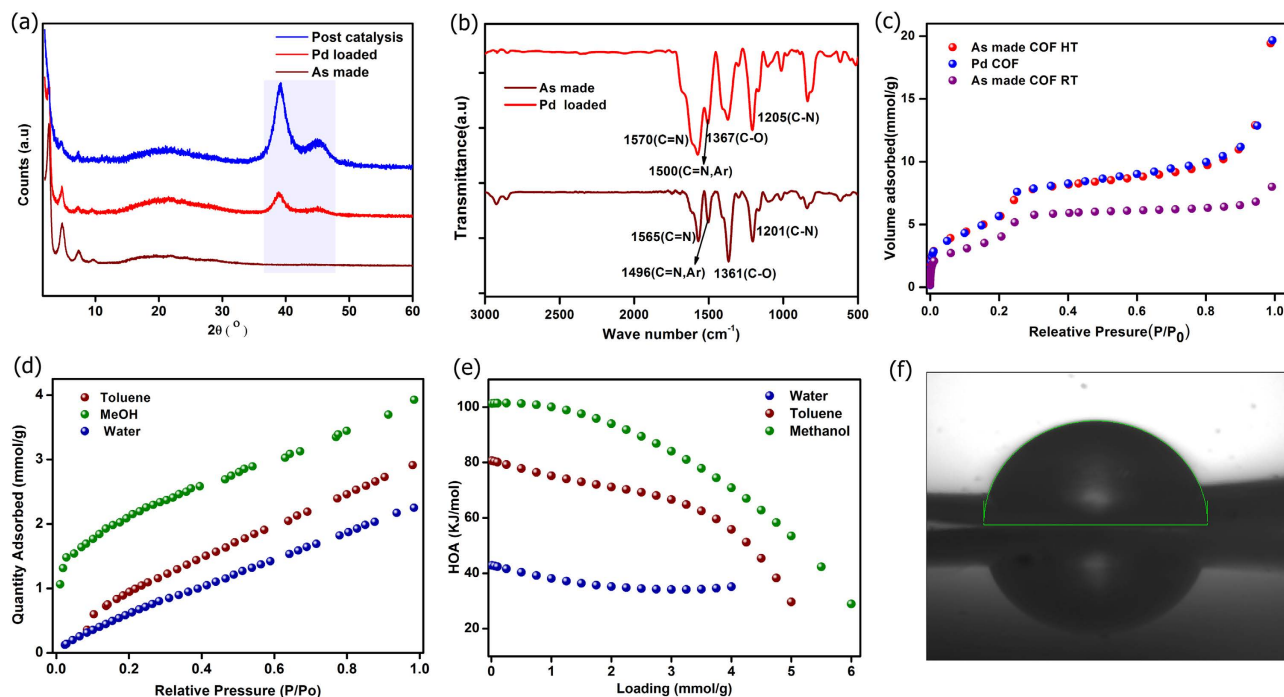 (a)
Post catalysis
Pd loaded
As made
Counts (a.u)
10 20 30 40 50 60
2θ ( ° )
(b)
As made
Pd loaded
Transmittance(a.u)
1205(C-N)
1570(C=N)
1367(C-O)
1500(C=N,Ar)
1565(C=N)
1201(C-N)
1496(C=N,Ar)
1361(C-O)
3000 2500 2000 1500 1000 500
Wave number (cm⁻¹)
(c)
As made COF HT
Pd COF
As made COF RT
Volume adsorbed(mmol/g)
20
15
10
5
0
0.0 0.2 0.4 0.6 0.8 1.0
Releative Presure(P/P₀)
(d)
Toluene
MeOH
Water
Quantity Adsorbed (mmol/g)
4
3
2
1
0
0.0 0.2 0.4 0.6 0.8 1.0
Relative Pressure (P/Po)
(e)
Water
Toluene
Methanol
HOA (KJ/mol)
100
80
60
40
20
0 1 2 3 4 5 6
Loading (mmol/g)
(f)